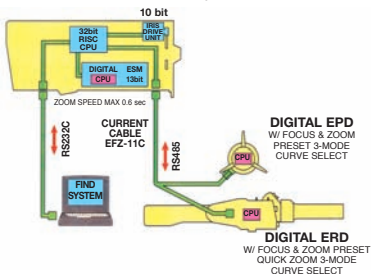 10 bit
32bit
RISC
CPU
IRIS
DRIVE
UNIT
DIGITAL ESM
CPU 13bit
ZOOM SPEED MAX 0.6 sec
RS232C
CURRENT
CABLE
EFZ-11C
RS485
DIGITAL EPD
W/ FOCUS & ZOOM
PRESET 3-MODE
CURVE SELECT
CPU
FIND
SYSTEM
CPU
DIGITAL ERD
W/ FOCUS & ZOOM PRESET
QUICK ZOOM 3-MODE
CURVE SELECT